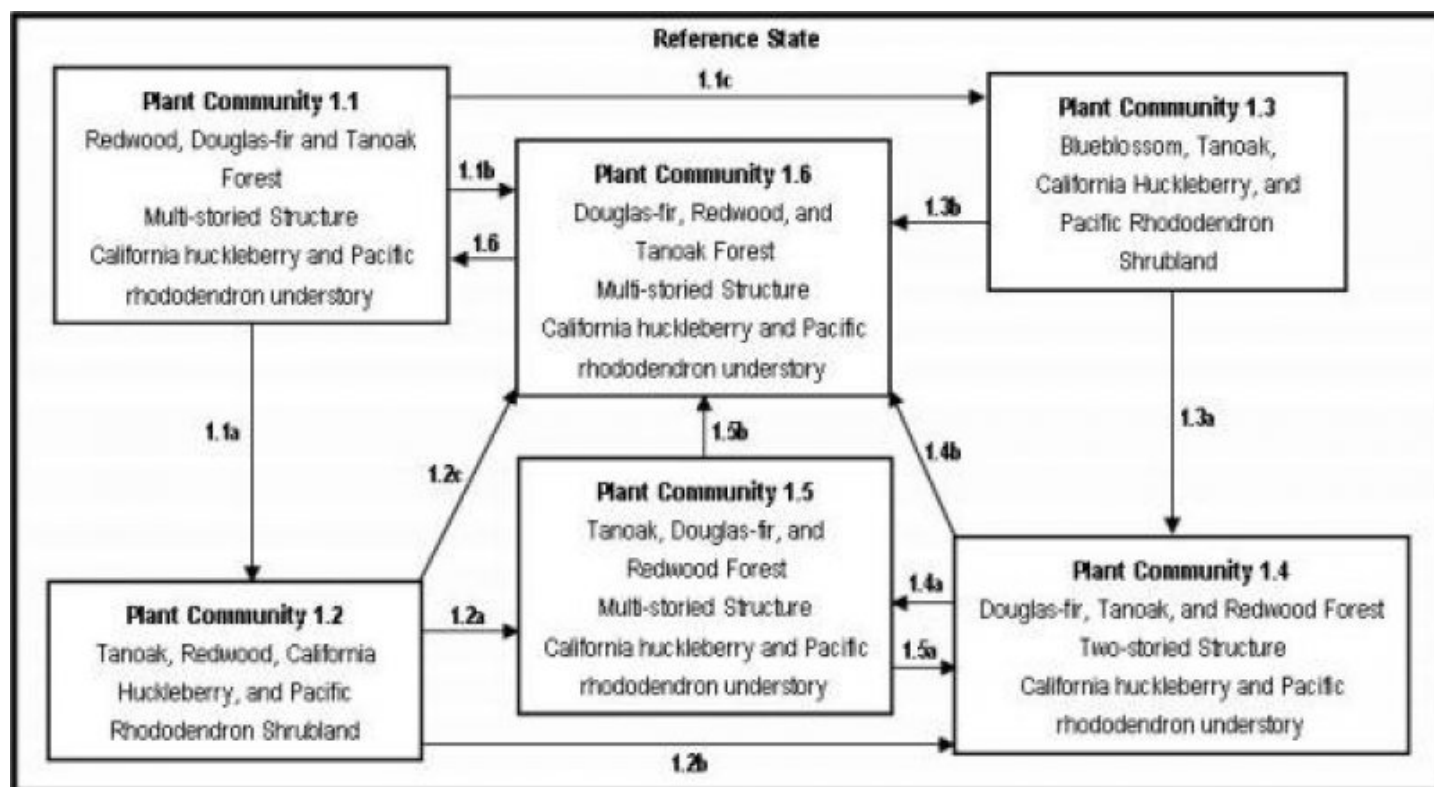 Reference State
Plant Community 1.1
Redwood, Douglas-fir and Tanoak
Forest
Multi-storied Structure
California huckleberry and Pacific
rhododendron understory
1.1c
Plant Community 1.3
Blueblossom, Tanoak,
California Huckleberry, and
Pacific Rhododendron
Shrubland
1.1b
1.6
Plant Community 1.6
Douglas-fir, Redwood, and
Tanoak Forest
Multi-storied Structure
California huckleberry and Pacific
rhododendron understory
1.3b
1.1a
1.2c
1.5b
1.4b
1.3a
Plant Community 1.5
Tanoak, Douglas-fir, and
Redwood Forest
Multi-storied Structure
California huckleberry and Pacific
rhododendron understory
Plant Community 1.2
Tanoak, Redwood, California
Huckleberry, and Pacific
Rhododendron Shrubland
1.2a
1.4a
1.5a
Plant Community 1.4
Douglas-fir, Tanoak, and Redwood Forest
Two-storied Structure
California huckleberry and Pacific
rhododendron understory
1.2b